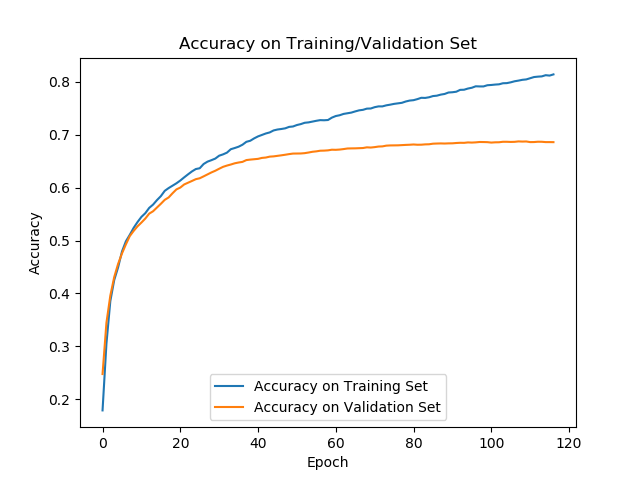 Accuracy on Training/Validation Set
0.8
0.7
0.6
0.5
0.4
0.3
0.2
Accuracy
Accuracy on Training Set
Accuracy on Validation Set
0 20 40 60 80 100 120
Epoch